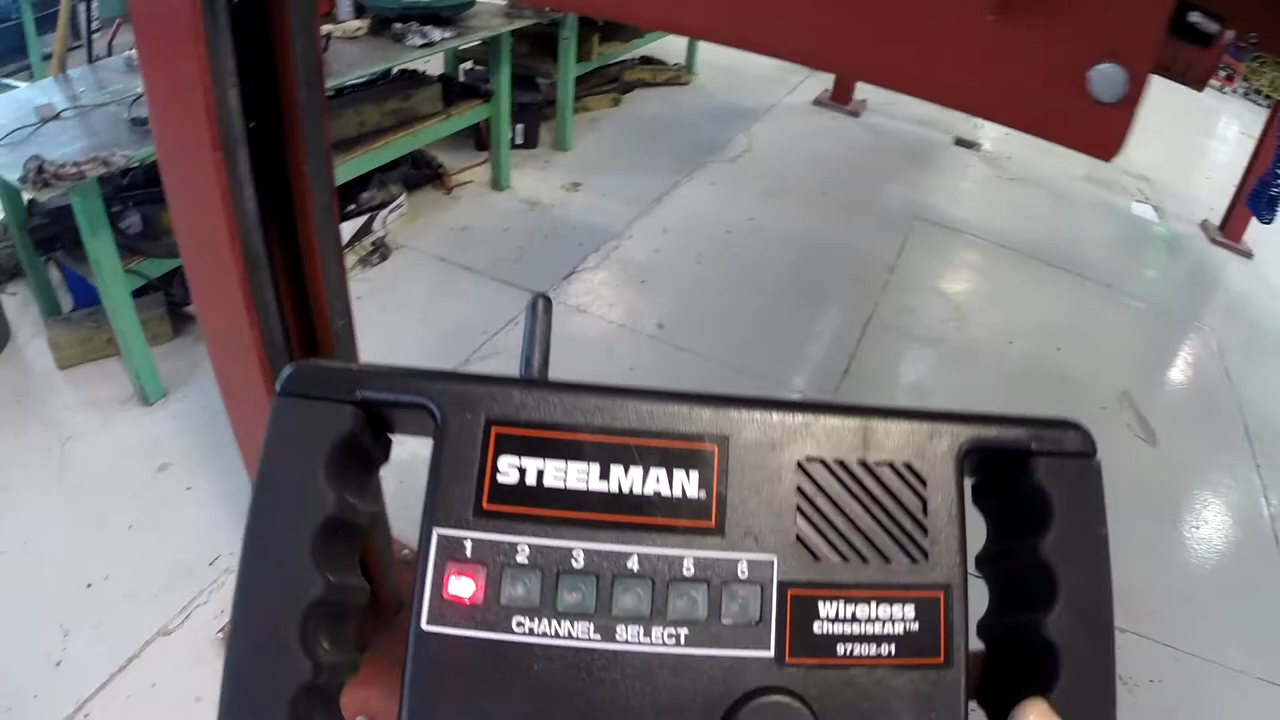 STEELMAN®
1 2 3 4 5 6
CHANNEL SELECT
Wireless
ChassisEAR™
97202-01